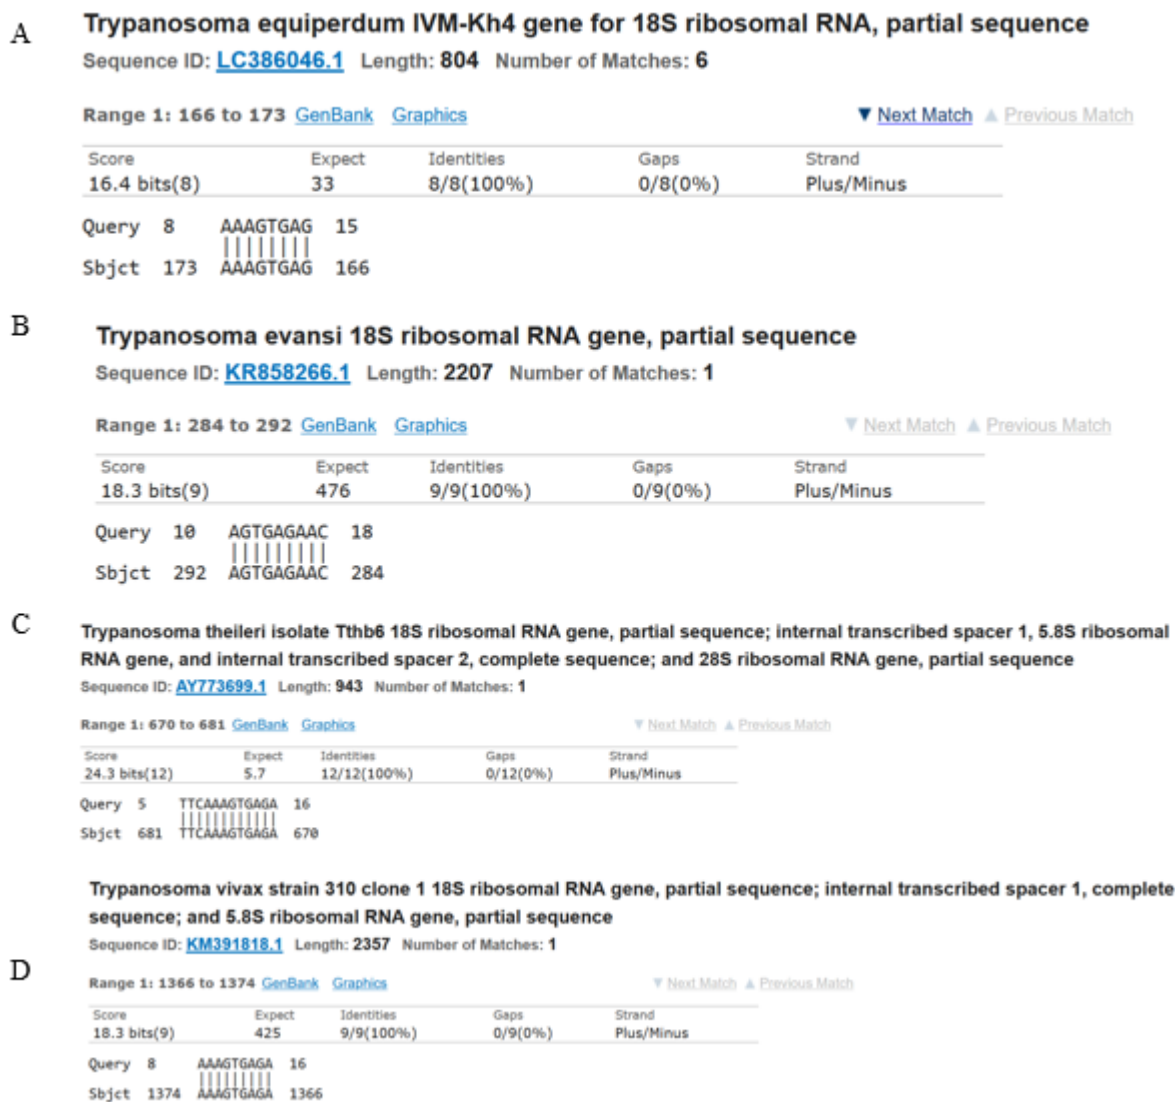 A
Trypanosoma equiperdum IVM-Kh4 gene for 18S ribosomal RNA, partial sequence
Sequence ID: LC386046.1 Length: 804 Number of Matches: 6
Range 1: 166 to 173 GenBank Graphics ▼ Next Match ▲ Previous Match
Score Expect Identities Gaps Strand
16.4 bits(8) 33 8/8(100%) 0/8(0%) Plus/Minus
Query 8 AAAGTGAG 15
||||||||
Sbjct 173 AAAGTGAG 166
B
Trypanosoma evansi 18S ribosomal RNA gene, partial sequence
Sequence ID: KR858266.1 Length: 2207 Number of Matches: 1
Range 1: 284 to 292 GenBank Graphics ▼ Next Match ▲ Previous Match
Score Expect Identities Gaps Strand
18.3 bits(9) 476 9/9(100%) 0/9(0%) Plus/Minus
Query 10 AGTGAGAAC 18
|||||||||
Sbjct 292 AGTGAGAAC 284
C
Trypanosoma theileri isolate Tthb6 18S ribosomal RNA gene, partial sequence; internal transcribed spacer 1, 5.8S ribosomal
RNA gene, and internal transcribed spacer 2, complete sequence; and 28S ribosomal RNA gene, partial sequence
Sequence ID: AY773699.1 Length: 943 Number of Matches: 1
Range 1: 670 to 681 GenBank Graphics ▼ Next Match ▲ Previous Match
Score Expect Identities Gaps Strand
24.3 bits(12) 5.7 12/12(100%) 0/12(0%) Plus/Minus
Query 5 TTCAAAGTGAGA 16
||||||||||||
Sbjct 681 TTCAAAGTGAGA 670
Trypanosoma vivax strain 310 clone 1 18S ribosomal RNA gene, partial sequence; internal transcribed spacer 1, complete
sequence; and 5.8S ribosomal RNA gene, partial sequence
Sequence ID: KM391818.1 Length: 2357 Number of Matches: 1
D
Range 1: 1366 to 1374 GenBank Graphics ▼ Next Match ▲ Previous Match
Score Expect Identities Gaps Strand
18.3 bits(9) 425 9/9(100%) 0/9(0%) Plus/Minus
Query 8 AAAGTGAGA 16
|||||||||
Sbjct 1374 AAAGTGAGA 1366